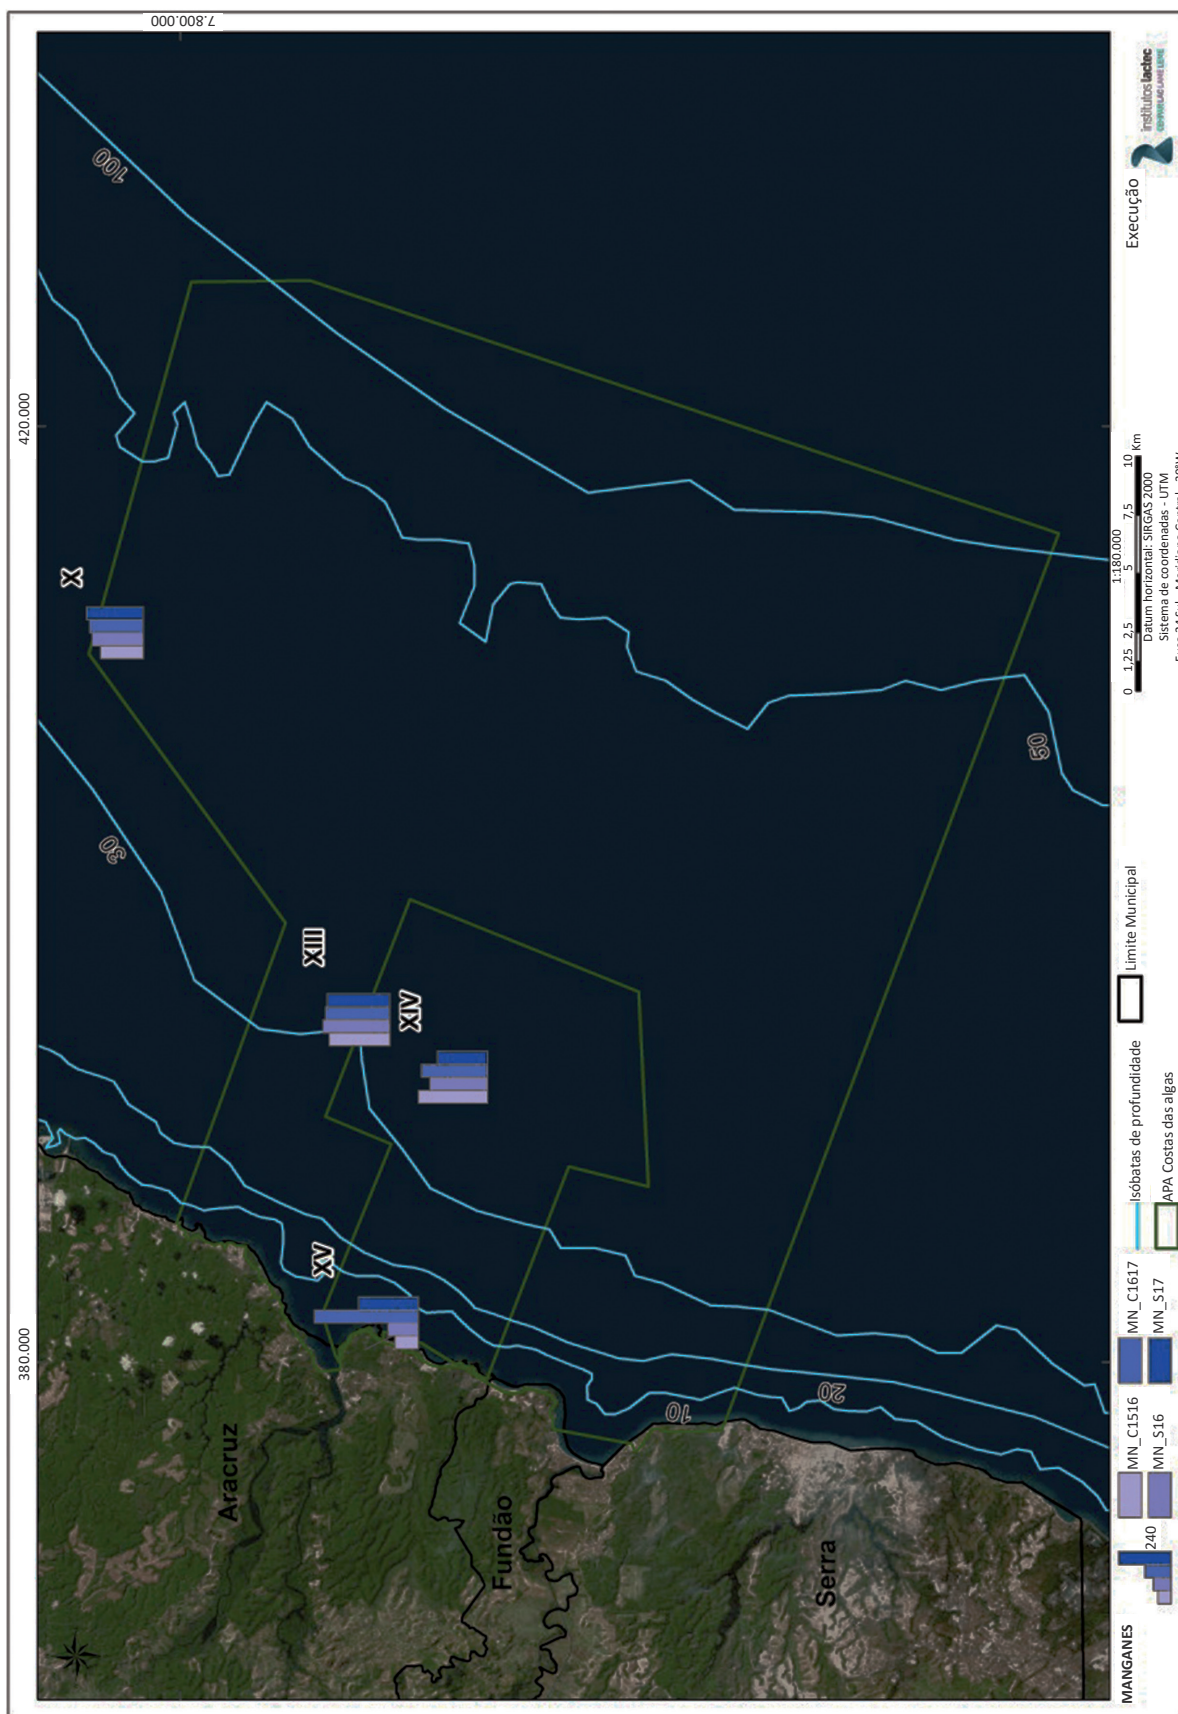 7.800.000
420.000
380.000
100
50
30
20
10
X
XIII
XIV
XV
Aracruz
Fundão
Serra
MANGANES
240
MN_C1516
MN_S16
MN_C1617
MN_S17
Isóbatas de profundidade
APA Costas das algas
Limite Municipal
1:180.000
0 1,25 2,5 5 7,5 10 Km
Datum horizontal: SIRGAS 2000
Sistema de coordenadas - UTM
Execução
institutos lactec